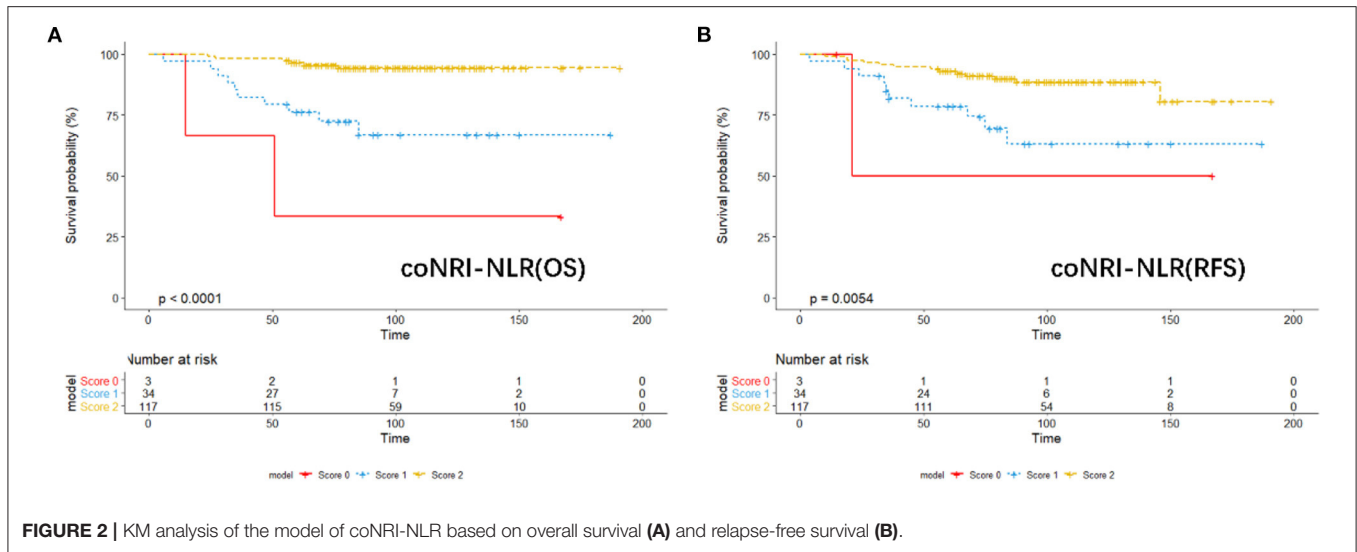 A
Survival probability (%)
100
75
50
25
0
coNRI-NLR(OS)
p < 0.0001
0 50 100 150 200
Time
Number at risk
model
Score 0 3 2 1 1 0
Score 1 34 27 7 2 0
Score 2 117 115 59 10 0
0 50 100 150 200
Time
model Score 0 Score 1 Score 2
B
Survival probability (%)
100
75
50
25
0
coNRI-NLR(RFS)
p = 0.0054
0 50 100 150 200
Time
Number at risk
model
Score 0 3 1 1 1 0
Score 1 34 24 6 2 0
Score 2 117 111 54 8 0
0 50 100 150 200
Time
model Score 0 Score 1 Score 2
FIGURE 2 | KM analysis of the model of coNRI-NLR based on overall survival (A) and relapse-free survival (B).